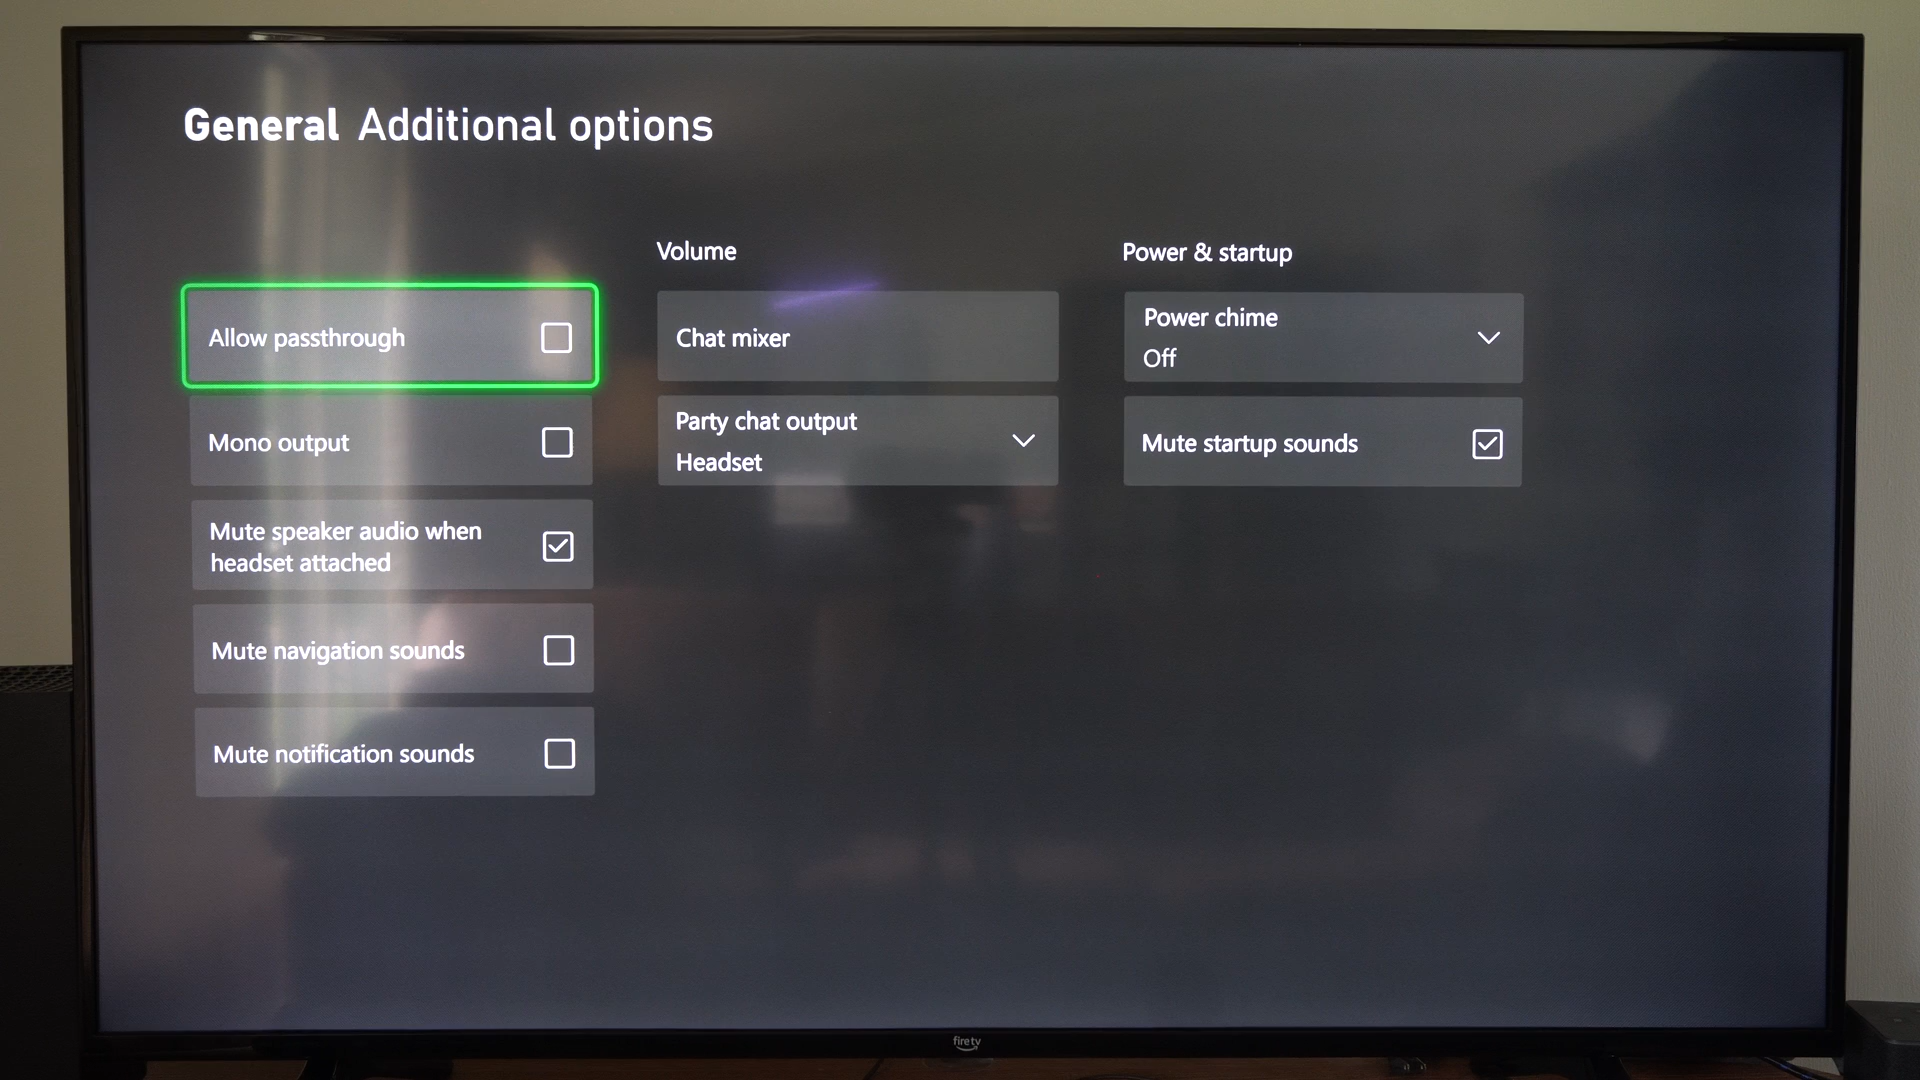 General Additional options
Allow passthrough
Mono output
Mute speaker audio when
headset attached
Mute navigation sounds
Mute notification sounds
Volume
Chat mixer
Party chat output
Headset
Power & startup
Power chime
Off
Mute startup sounds
fire tv